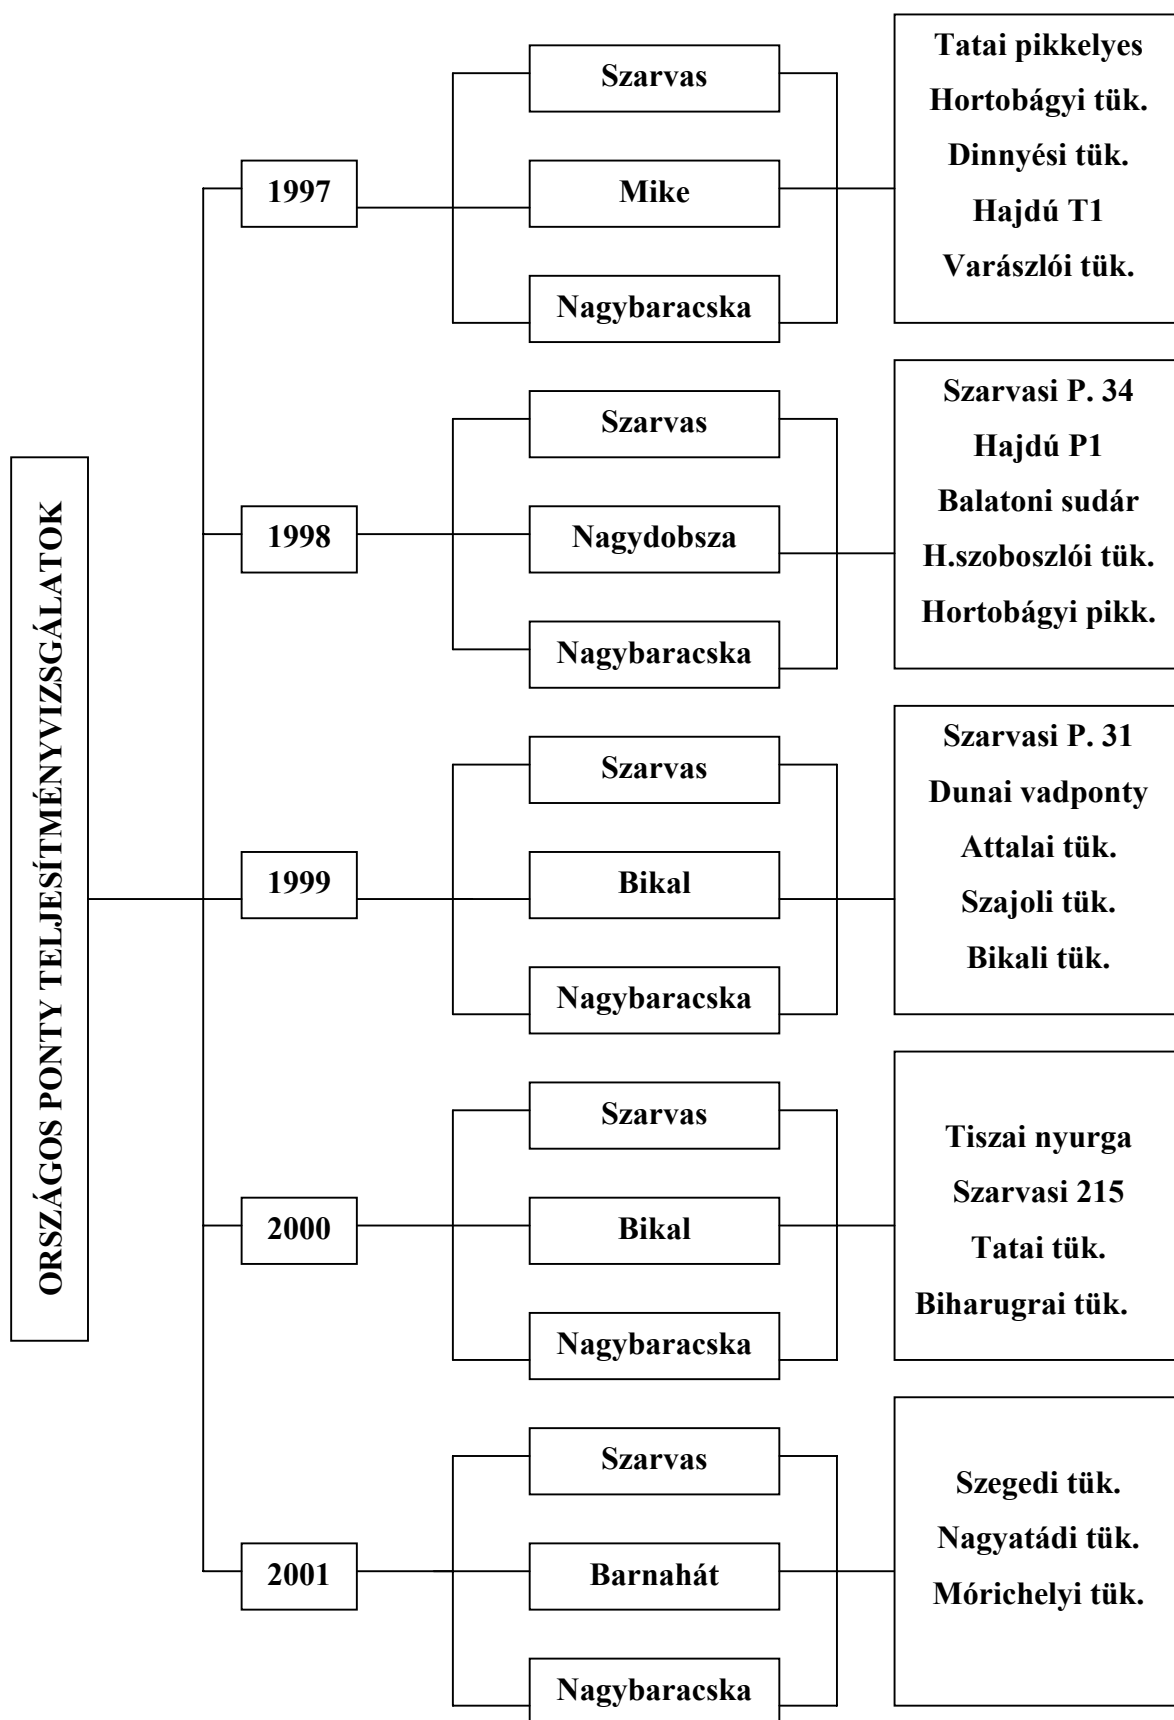 ORSZÁGOS PONTY TELJESÍTMÉNYVIZSGÁLATOK
1997
Szarvas
Mike
Nagybaracska
Tatai pikkelyes
Hortobágyi tük.
Dinnyési tük.
Hajdú T1
Varászlói tük.
1998
Szarvas
Nagydobsza
Nagybaracska
Szarvasi P. 34
Hajdú P1
Balatoni sudár
H.szoboszlói tük.
Hortobágyi pikk.
1999
Szarvas
Bikal
Nagybaracska
Szarvasi P. 31
Dunai vadponty
Attalai tük.
Szajoli tük.
Bikali tük.
2000
Szarvas
Bikal
Nagybaracska
Tiszai nyurga
Szarvasi 215
Tatai tük.
Biharugrai tük.
2001
Szarvas
Barnahát
Nagybaracska
Szegedi tük.
Nagyatádi tük.
Mórichelyi tük.